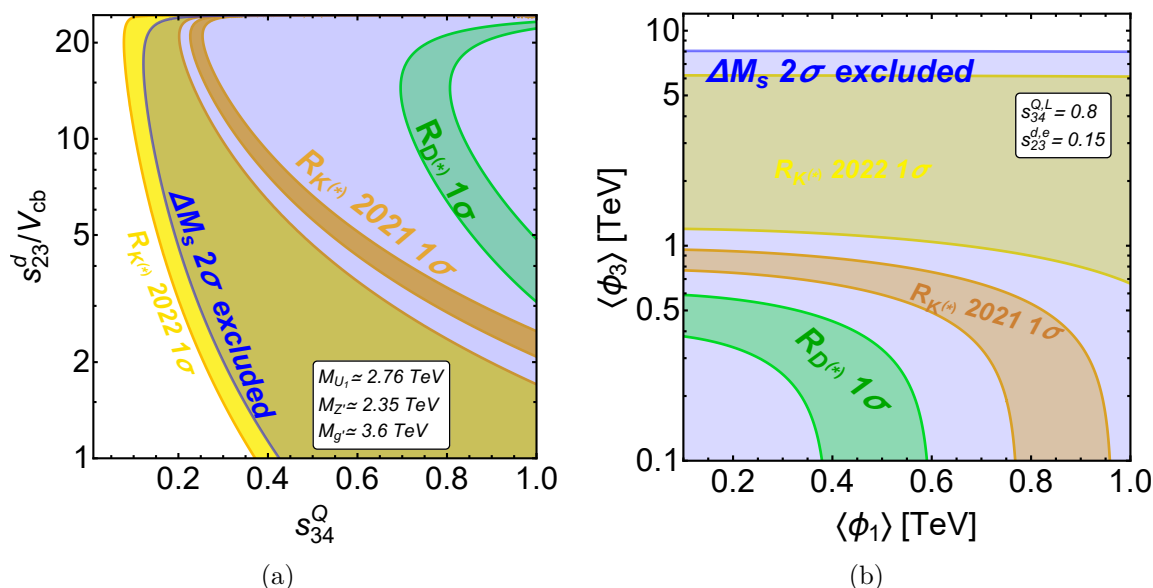 20
10
5
2
1
0.2
0.4
0.6
0.8
1.0
s^d_23/V_cb
s^Q_34
R_K^(*) 2022 1σ
ΔM_s 2σ excluded
R_K^(*) 2021 1σ
R_D^(*) 1σ
M_U_1 ≃ 2.76 TeV
M_Z' ≃ 2.35 TeV
M_g' ≃ 3.6 TeV
(a)
10
5
1
0.5
0.1
0.2
0.4
0.6
0.8
1.0
⟨ϕ_3⟩ [TeV]
⟨ϕ_1⟩ [TeV]
ΔM_s 2σ excluded
s^Q,L_34 = 0.8
s^d,e_23 = 0.15
R_K^(*) 2022 1σ
R_K^(*) 2021 1σ
R_D^(*) 1σ
(b)